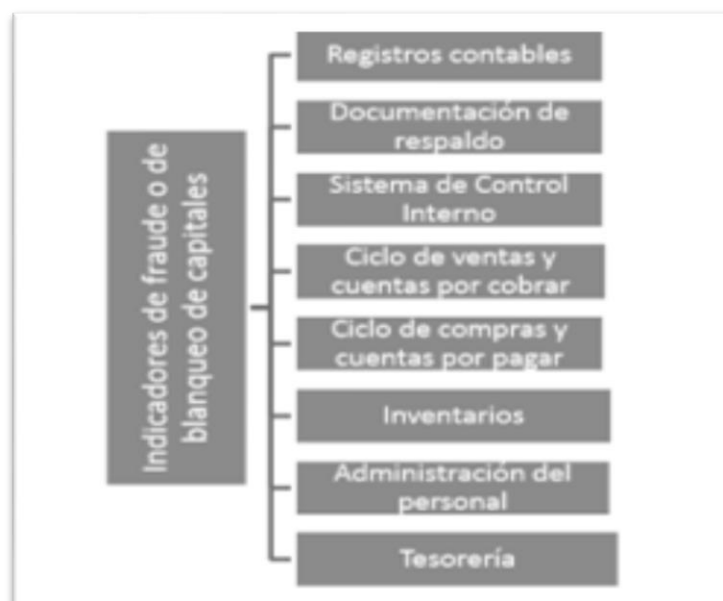 Indicadores de fraude o de
blanqueo de capitales
Registros contables
Documentación de
respaldo
Sistema de Control
Interno
Ciclo de ventas y
cuentas por cobrar
Ciclo de compras y
cuentas por pagar
Inventarios
Administración del
personal
Tesorería